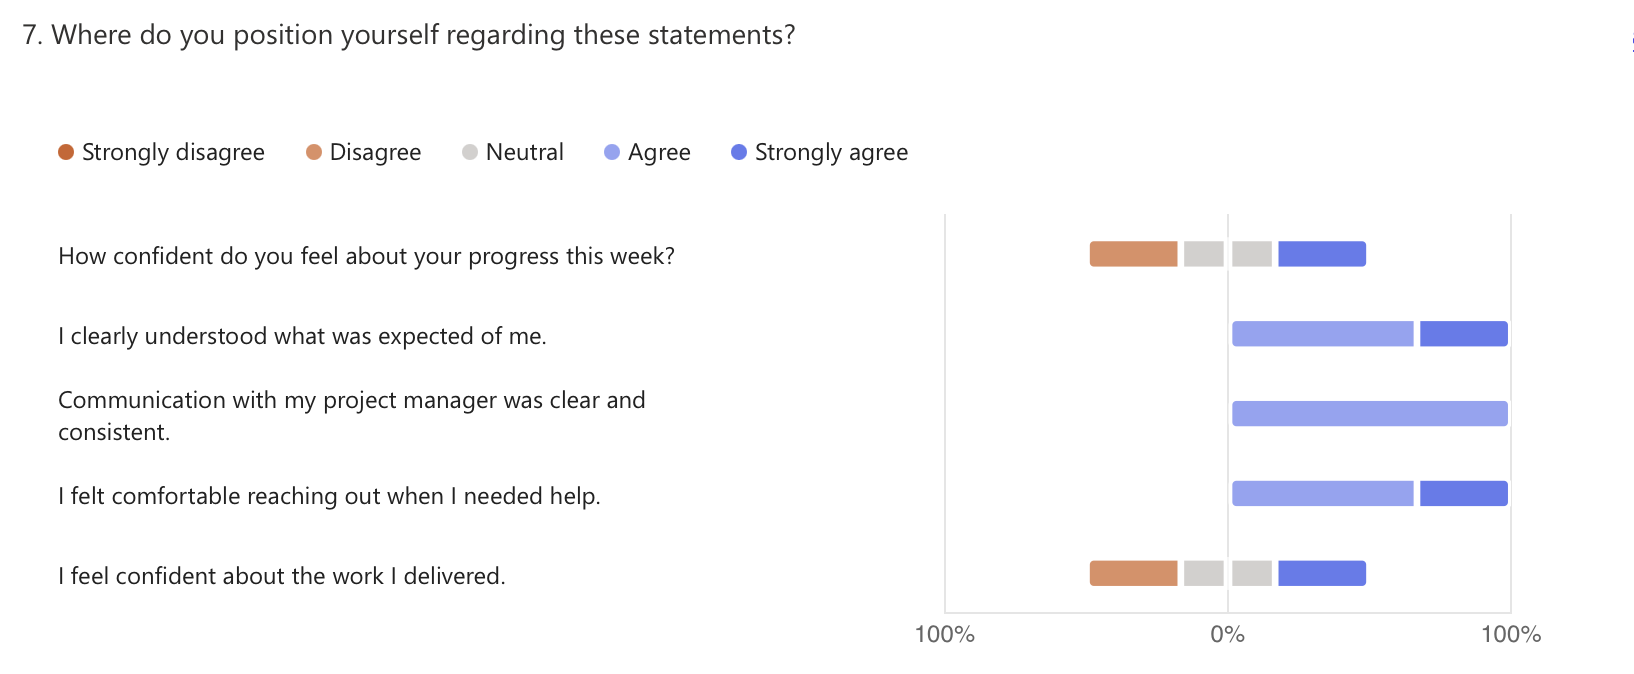 7. Where do you position yourself regarding these statements?
Strongly disagree Disagree Neutral Agree Strongly agree
How confident do you feel about your progress this week?
I clearly understood what was expected of me.
Communication with my project manager was clear and
consistent.
I felt comfortable reaching out when I needed help.
I feel confident about the work I delivered.
100% 0% 100%